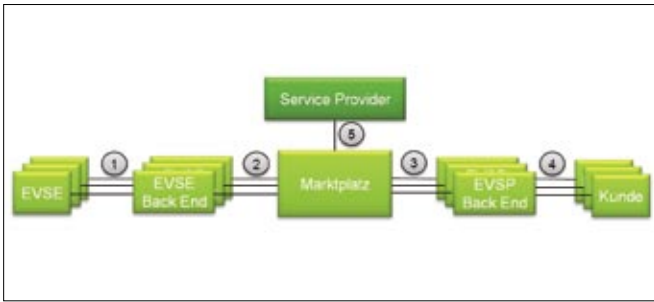 Service Provider
5
1
2
3
4
EVSE
EVSE
Back End
Marktplatz
EVSP
Back End
Kunde